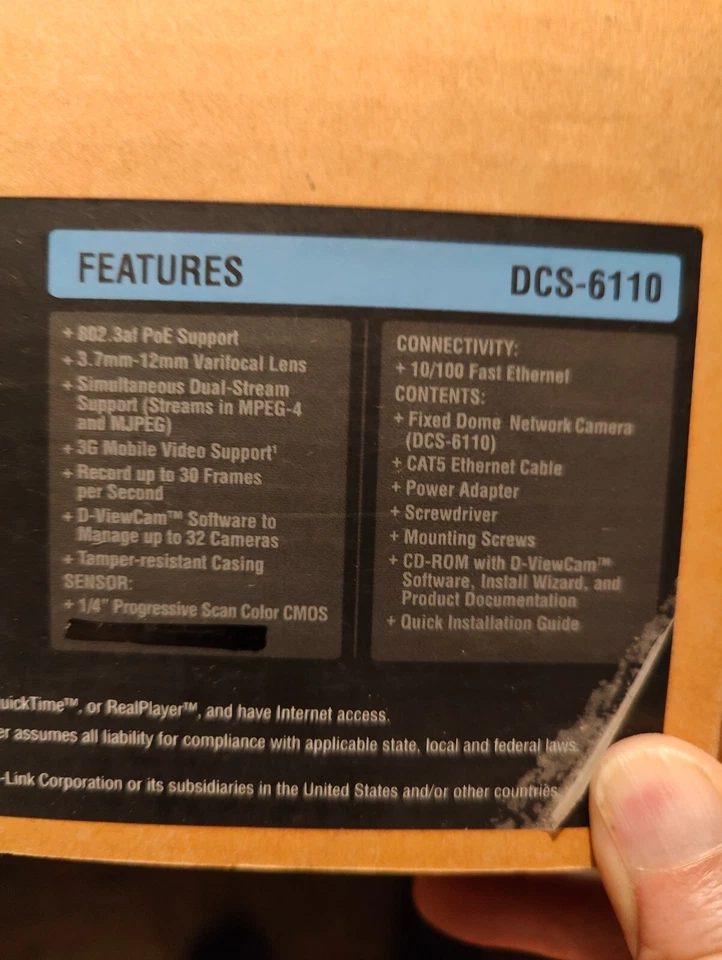 FEATURES
DCS-6110
+ 802.3af PoE Support
+ 3.7mm-12mm Varifocal Lens
+ Simultaneous Dual-Stream
Support (Streams in MPEG-4
and MJPEG)
+ 3G Mobile Video Support¹
+ Record up to 30 Frames
per Second
+ D-ViewCam™ Software to
Manage up to 32 Cameras
+ Tamper-resistant Casing
SENSOR:
+ 1/4" Progressive Scan Color CMOS
CONNECTIVITY:
+ 10/100 Fast Ethernet
CONTENTS:
+ Fixed Dome Network Camera
(DCS-6110)
+ CAT5 Ethernet Cable
+ Power Adapter
+ Screwdriver
+ Mounting Screws
+ CD-ROM with D-ViewCam™
Software, Install Wizard, and
Product Documentation
+ Quick Installation Guide
uickTime™, or RealPlayer™, and have Internet access.
er assumes all liability for compliance with applicable state, local and federal laws.
-Link Corporation or its subsidiaries in the United States and/or other countries.